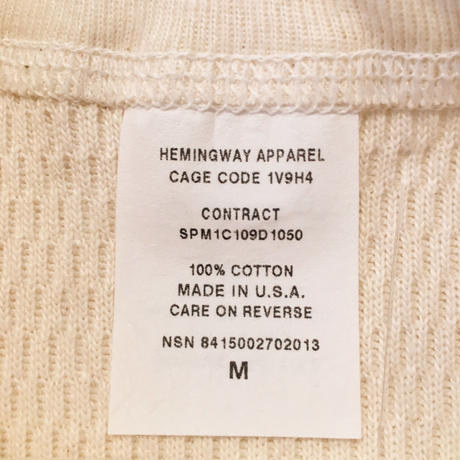 HEMINGWAY APPAREL
CAGE CODE 1V9H4
CONTRACT
SPM1C109D1050
100% COTTON
MADE IN U.S.A.
CARE ON REVERSE
NSN 8415002702013
M